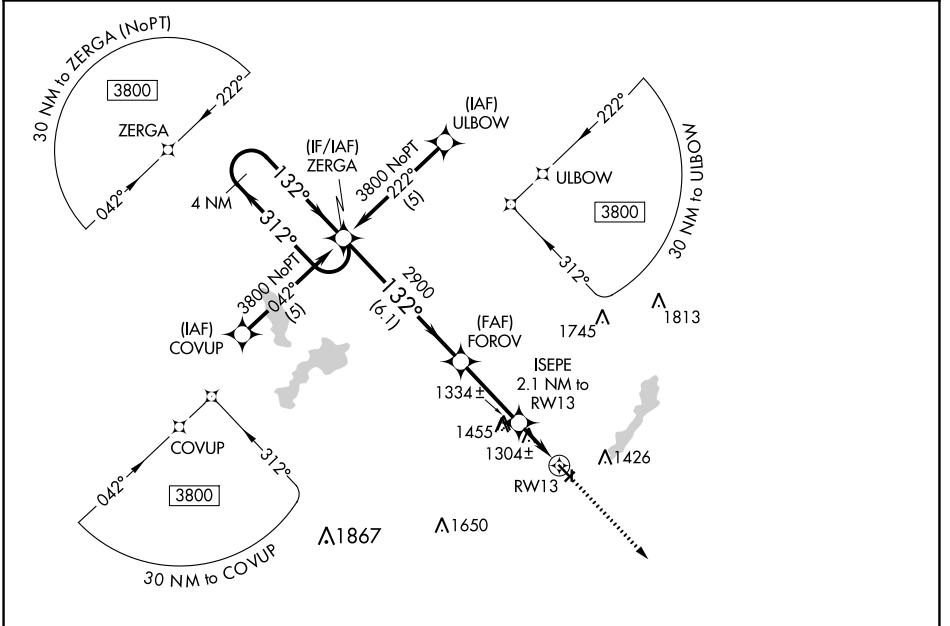 30 NM to ZERGA (NoPT)
3800
222°
ZERGA
042°
(IAF)
ULBOW
(IF/IAF)
ZERGA
3800 NoPT
222°
(5)
132°
4 NM
312°
3800 NoPT
042°
(5)
(IAF)
COVUP
2900
132°
(6.1)
(FAF)
FOROV
ISEPE
2.1 NM to
RW13
1334±
1455
1304±
RW13
1426
222°
ULBOW
3800
312°
30 NM to ULBOW
1745
1813
COVUP
042°
312°
3800
30 NM to COVUP
1867
1650